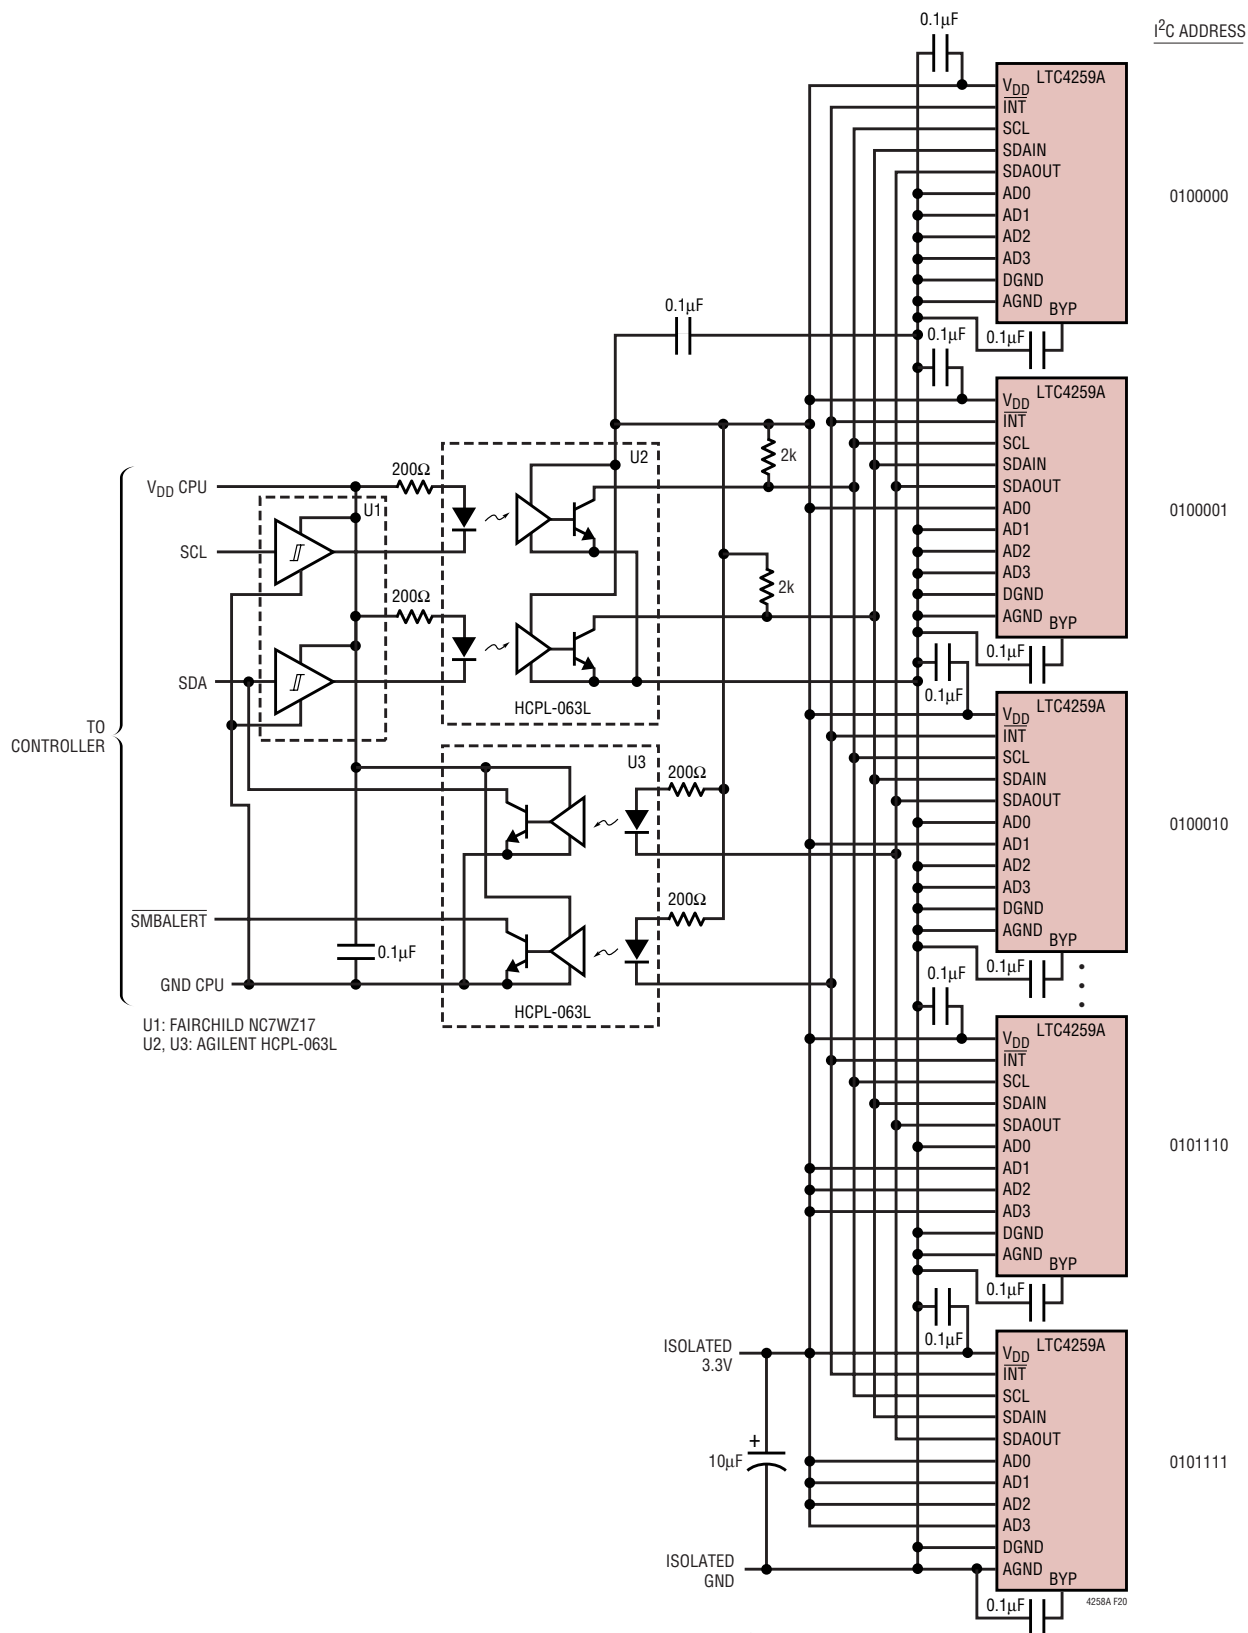 0.1µF
I²C ADDRESS
LTC4259A
VDD
INT
SCL
SDAIN
SDAOUT
AD0
0100000
AD1
AD2
AD3
DGND
AGND
BYP
0.1µF
0.1µF
0.1µF
LTC4259A
VDD
INT
SCL
SDAIN
SDAOUT
AD0
0100001
AD1
AD2
AD3
DGND
AGND
BYP
0.1µF
0.1µF
U2
2k
200Ω
VDD CPU
U1
SCL
2k
200Ω
SDA
HCPL-063L
TO
CONTROLLER
U3
200Ω
200Ω
SMBALERT
0.1µF
GND CPU
HCPL-063L
U1: FAIRCHILD NC7WZ17
U2, U3: AGILENT HCPL-063L
LTC4259A
VDD
INT
SCL
SDAIN
SDAOUT
AD0
0100010
AD1
AD2
AD3
DGND
AGND
BYP
0.1µF
0.1µF
LTC4259A
VDD
INT
SCL
SDAIN
SDAOUT
AD0
0101110
AD1
AD2
AD3
DGND
AGND
BYP
0.1µF
0.1µF
ISOLATED
3.3V
LTC4259A
VDD
INT
SCL
SDAIN
SDAOUT
+
10µF
AD0
0101111
AD1
AD2
AD3
DGND
AGND
BYP
ISOLATED
GND
0.1µF
4258A F20